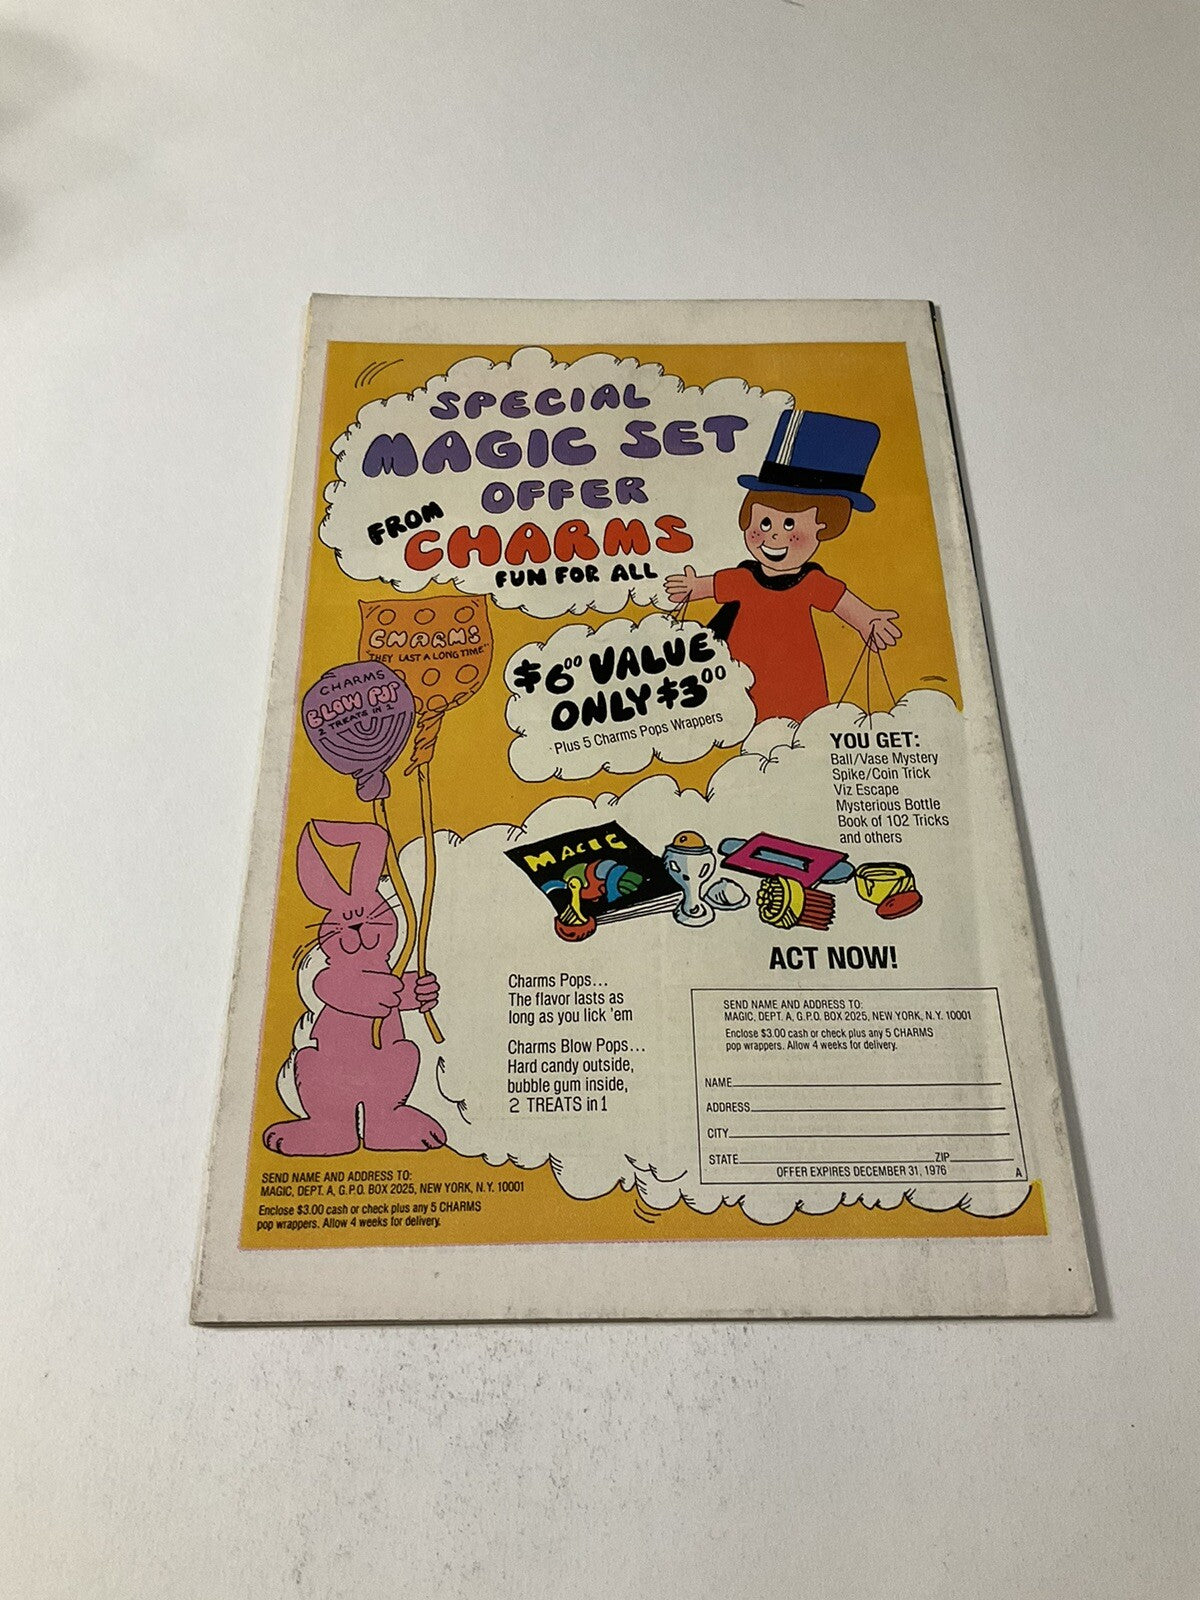 SPECIAL
MAGIC SET
OFFER
FROM
CHARMS
FUN FOR ALL
CHARMS
"THEY LAST A LONG TIME"
CHARMS
BLOW POP
2 TREATS IN 1
$6.00 VALUE
ONLY $3.00
Plus 5 Charms Pops Wrappers
YOU GET:
Ball/Vase Mystery
Spike/Coin Trick
Viz Escape
Mysterious Bottle
Book of 102 Tricks
and others
MAGIC
ACT NOW!
Charms Pops...
The flavor lasts as
long as you lick 'em
Charms Blow Pops...
Hard candy outside,
bubble gum inside,
2 TREATS in 1
SEND NAME AND ADDRESS TO:
MAGIC, DEPT. A, G.P.O. BOX 2025, NEW YORK, N.Y. 10001
Enclose $3.00 cash or check plus any 5 CHARMS
pop wrappers. Allow 4 weeks for delivery.
NAME
ADDRESS
CITY
STATE ZIP
OFFER EXPIRES DECEMBER 31, 1976 A
SEND NAME AND ADDRESS TO:
MAGIC, DEPT. A, G.P.O. BOX 2025, NEW YORK, N.Y. 10001
Enclose $3.00 cash or check plus any 5 CHARMS
pop wrappers. Allow 4 weeks for delivery.